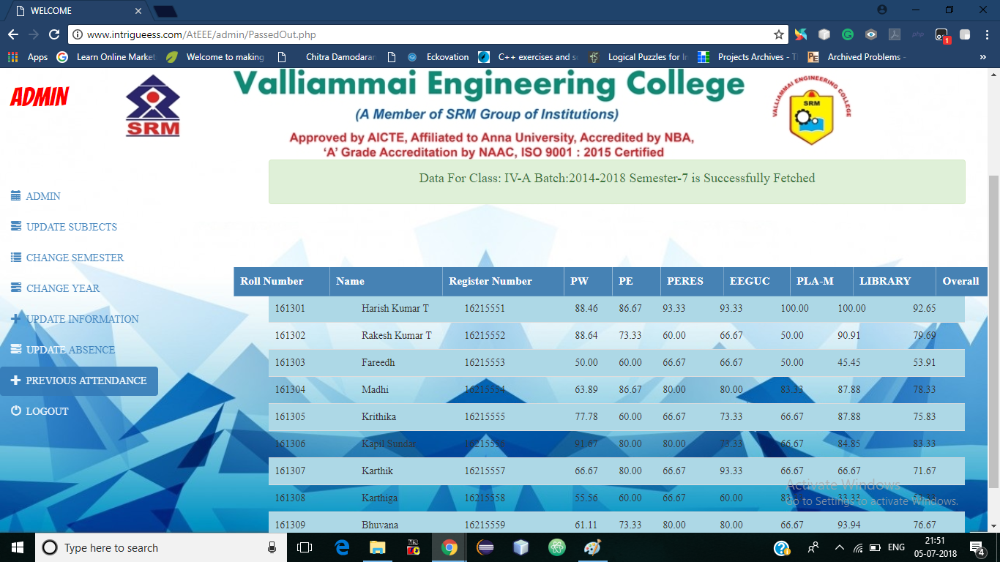 WELCOME
www.intrigueess.com/AtEEE/admin/PassedOut.php
Apps Learn Online Market Welcome to making Chitra Damodaran Eckovation C++ exercises and so Logical Puzzles for In Projects Archives - T Archived Problems -
ADMIN
SRM
Valliammai Engineering College
(A Member of SRM Group of Institutions)
Approved by AICTE, Affiliated to Anna University, Accredited by NBA,
‘A’ Grade Accreditation by NAAC, ISO 9001 : 2015 Certified
VALLIAMMAI ENGINEERING COLLEGE
SRM
Data For Class: IV-A Batch:2014-2018 Semester-7 is Successfully Fetched
ADMIN
UPDATE SUBJECTS
CHANGE SEMESTER
CHANGE YEAR
UPDATE INFORMATION
UPDATE ABSENCE
PREVIOUS ATTENDANCE
LOGOUT
Roll Number Name Register Number PW PE PERES EEGUC PLA-M LIBRARY Overall
161301 Harish Kumar T 16215551 88.46 86.67 93.33 93.33 100.00 100.00 92.65
161302 Rakesh Kumar T 16215552 88.64 73.33 60.00 66.67 50.00 90.91 79.69
161303 Fareedh 16215553 50.00 60.00 66.67 66.67 50.00 45.45 53.91
161304 Madhi 16215554 63.89 86.67 80.00 80.00 83.33 87.88 78.33
161305 Krithika 16215555 77.78 60.00 66.67 73.33 66.67 87.88 75.83
161306 Kapil Sundar 16215556 91.67 80.00 80.00 73.33 66.67 84.85 83.33
161307 Karthik 16215557 66.67 80.00 66.67 93.33 66.67 66.67 71.67
161308 Karthiga 16215558 55.56 60.00 66.67 60.00 33.33
161309 Bhuvana 16215559 61.11 73.33 80.00 80.00 66.67 93.94 76.67
Activate Windows
Go to Settings to activate Windows.
Type here to search
ENG
21:51
05-07-2018
4